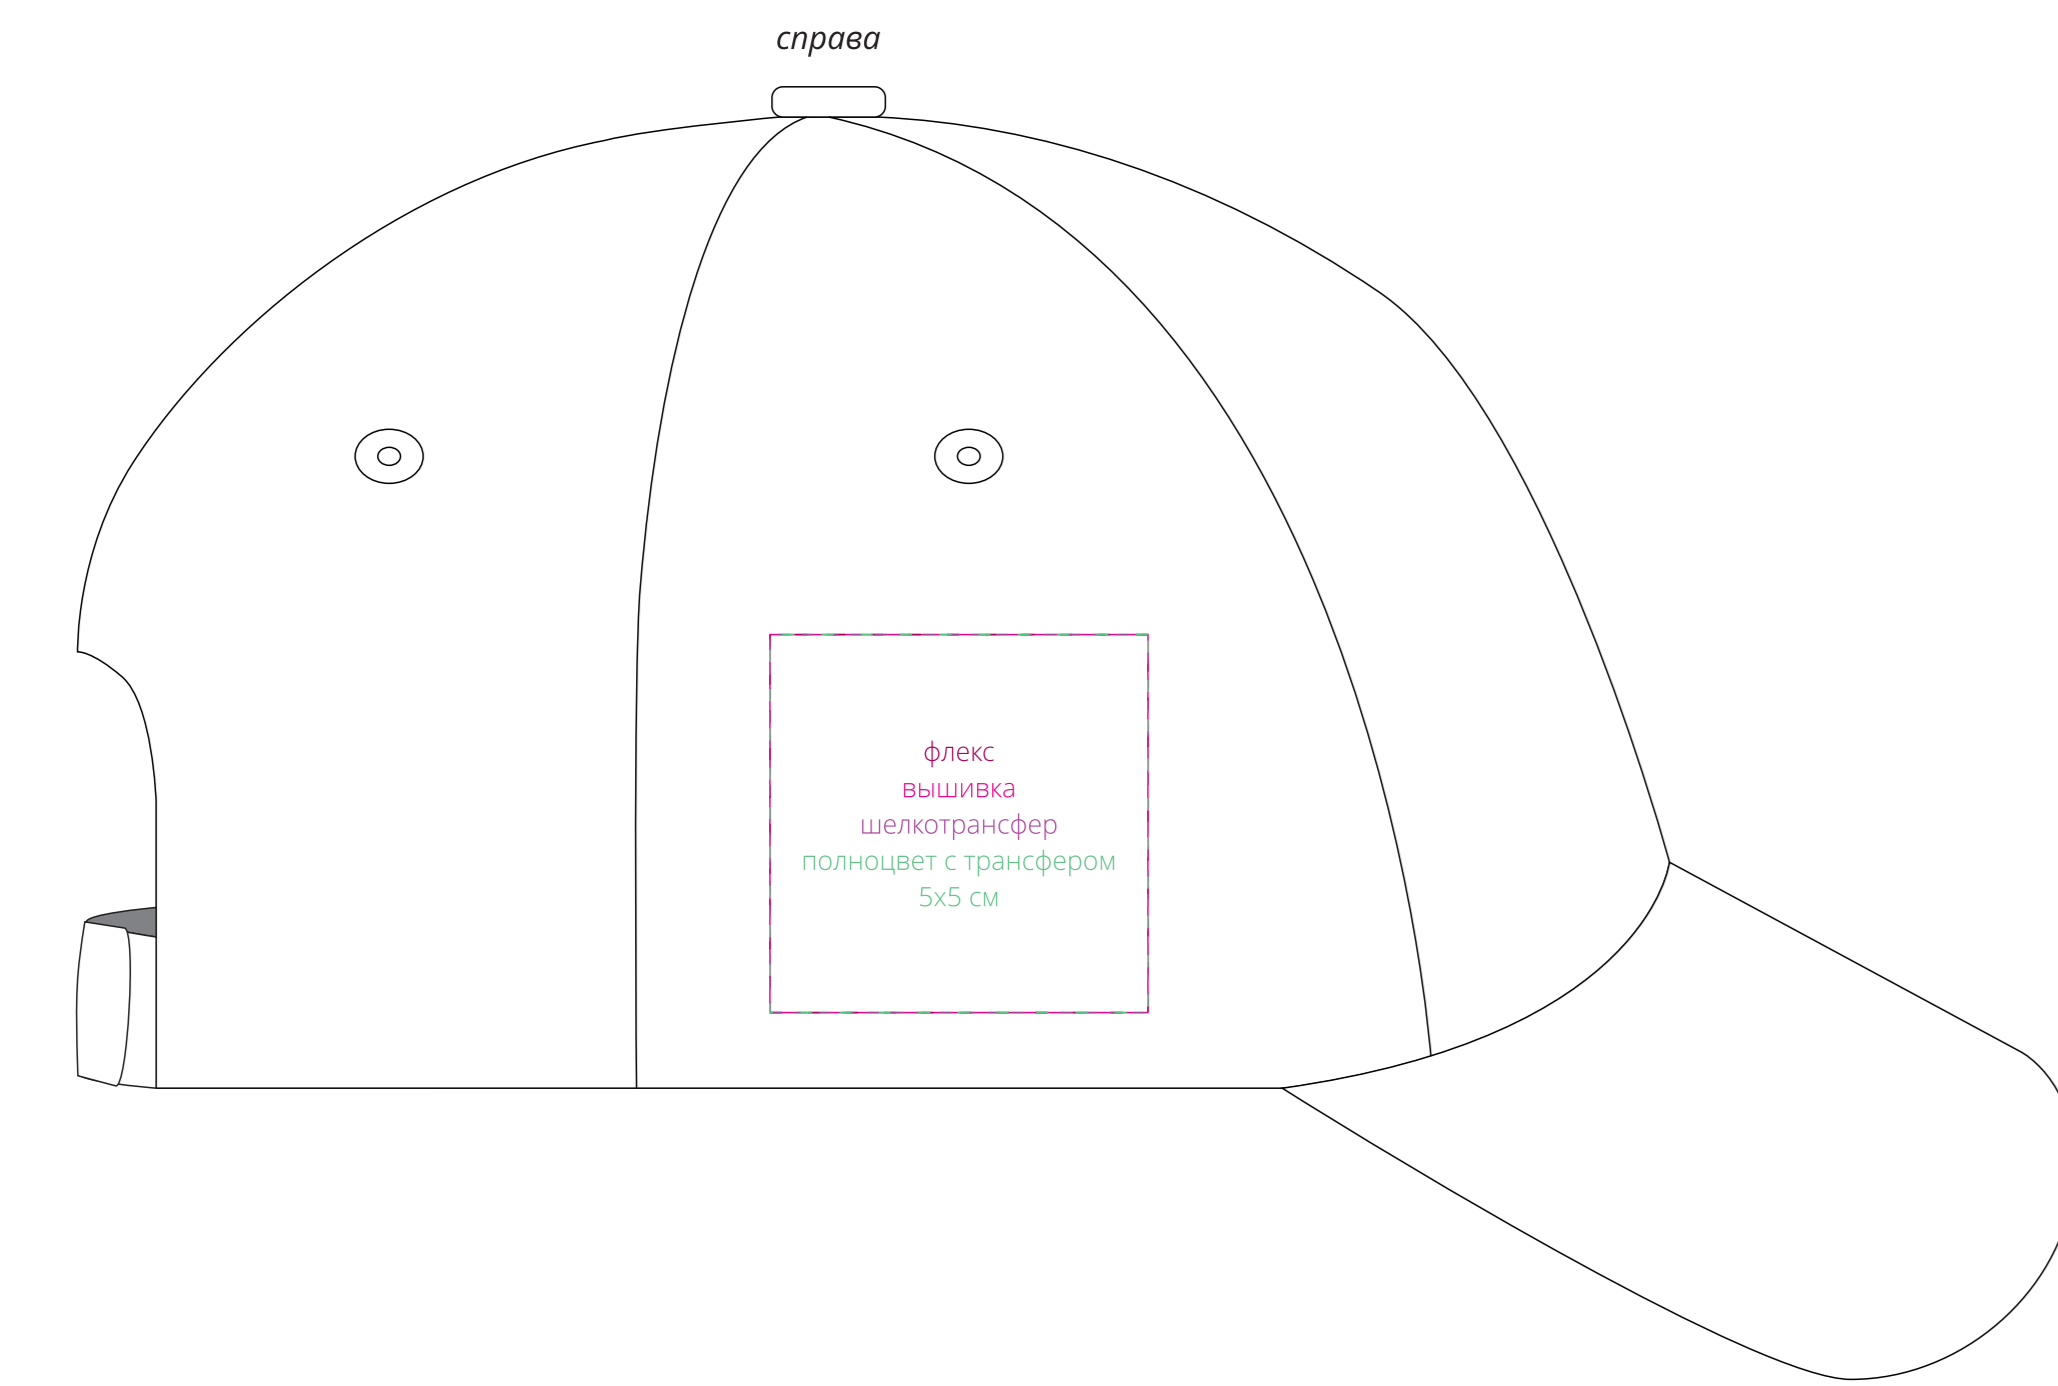 справа
флекс
вышивка
шелкотрансфер
полноцвет с трансфером
5х5 см